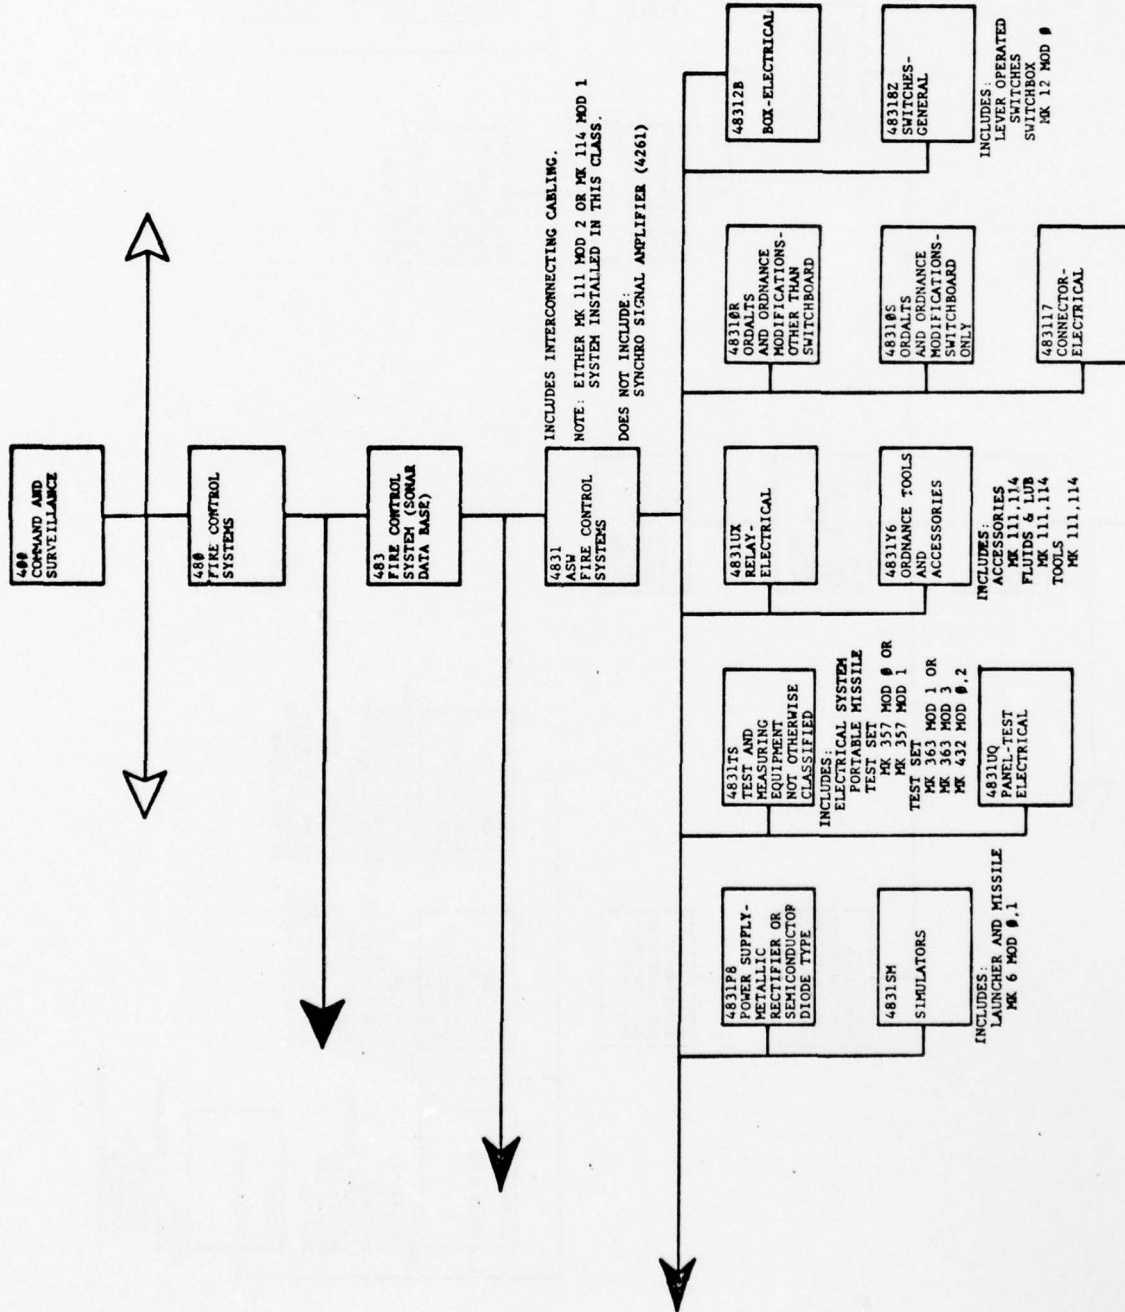 400
COMMAND AND
SURVEILLANCE
480
FIRE CONTROL
SYSTEMS
483
FIRE CONTROL
SYSTEM (SONAR
DATA BASE)
4831
ASW
FIRE CONTROL
SYSTEMS
INCLUDES INTERCONNECTING CABLING.
NOTE: EITHER MK 111 MOD 2 OR MK 114 MOD 1
SYSTEM INSTALLED IN THIS CLASS.
DOES NOT INCLUDE:
SYNCHRO SIGNAL AMPLIFIER (4261)
4831P8
POWER SUPPLY-
METALLIC
RECTIFIER OR
SEMICONDUCTOR
DIODE TYPE
4831SM
SIMULATORS
INCLUDES:
LAUNCHER AND MISSILE
MK 6 MOD 0,1
4831TS
TEST AND
MEASURING
EQUIPMENT
NOT OTHERWISE
CLASSIFIED
INCLUDES:
ELECTRICAL SYSTEM
PORTABLE MISSILE
TEST SET
MK 357 MOD 0 OR
MK 357 MOD 1
TEST SET
MK 363 MOD 1 OR
MK 363 MOD 3
MK 432 MOD 0,2
4831UQ
PANEL-TEST
ELECTRICAL
4831UX
RELAY-
ELECTRICAL
4831Y6
ORDNANCE TOOLS
AND
ACCESSORIES
INCLUDES:
ACCESSORIES
MK 111,114
FLUIDS & LUB
MK 111,114
TOOLS
MK 111,114
48310R
ORDALTS
AND ORDNANCE
MODIFICATIONS-
OTHER THAN
SWITCHBOARD
48310S
ORDALTS
AND ORDNANCE
MODIFICATIONS-
SWITCHBOARD
ONLY
483117
CONNECTOR-
ELECTRICAL
48312B
BOX-ELECTRICAL
48318Z
SWITCHES-
GENERAL
INCLUDES:
LEVER OPERATED
SWITCHES
SWITCHBOX
MK 12 MOD 0